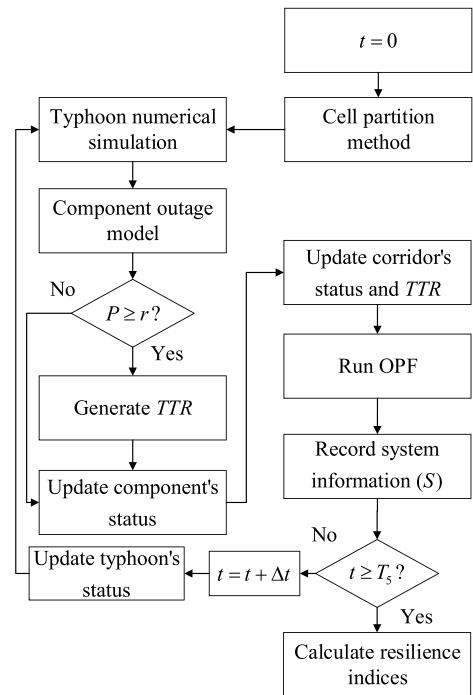 t = 0
Cell partition
method
Typhoon numerical
simulation
Component outage
model
P ≥ r ?
No
Yes
Generate TTR
Update component's
status
Update corridor's
status and TTR
Run OPF
Record system
information (S)
t ≥ T₅ ?
No
t = t + Δt
Update typhoon's
status
Yes
Calculate resilience
indices